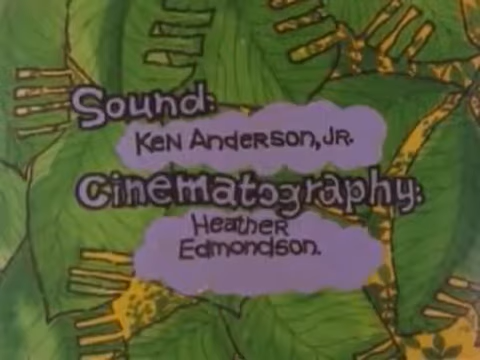 Sound:
KEN ANDERSON, JR.
Cinematography:
HEATHER
EDMONDSON.